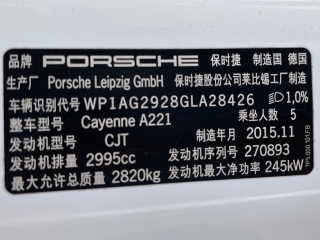 品牌 PORSCHE 保时捷 制造国 德国
生产厂 Porsche Leipzig GmbH 保时捷股份公司莱比锡工厂制造
车辆识别代号 WP1AG2928GLA28426 1,0%
整车型号 Cayenne A221 乘坐人数 5
发动机型号 CJT 制造年月 2015.11
发动机排量 2995cc 发动机序号 270893
最大允许总质量 2820kg 发动机最大净功率 245kW
7P5.000.101.FB